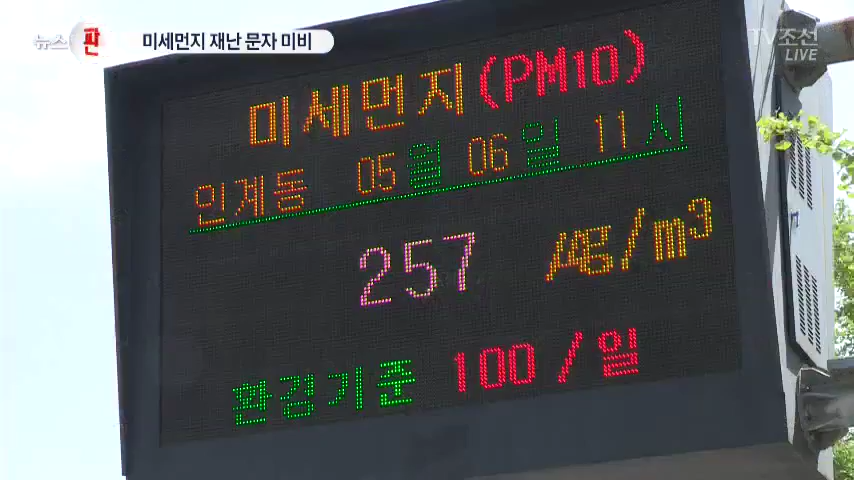 뉴스 판 미세먼지 재난 문자 미비
TV조선
LIVE
미세먼지(PM10)
인계동 05월 06일 11시
257 ㎍/m³
환경기준 100/일